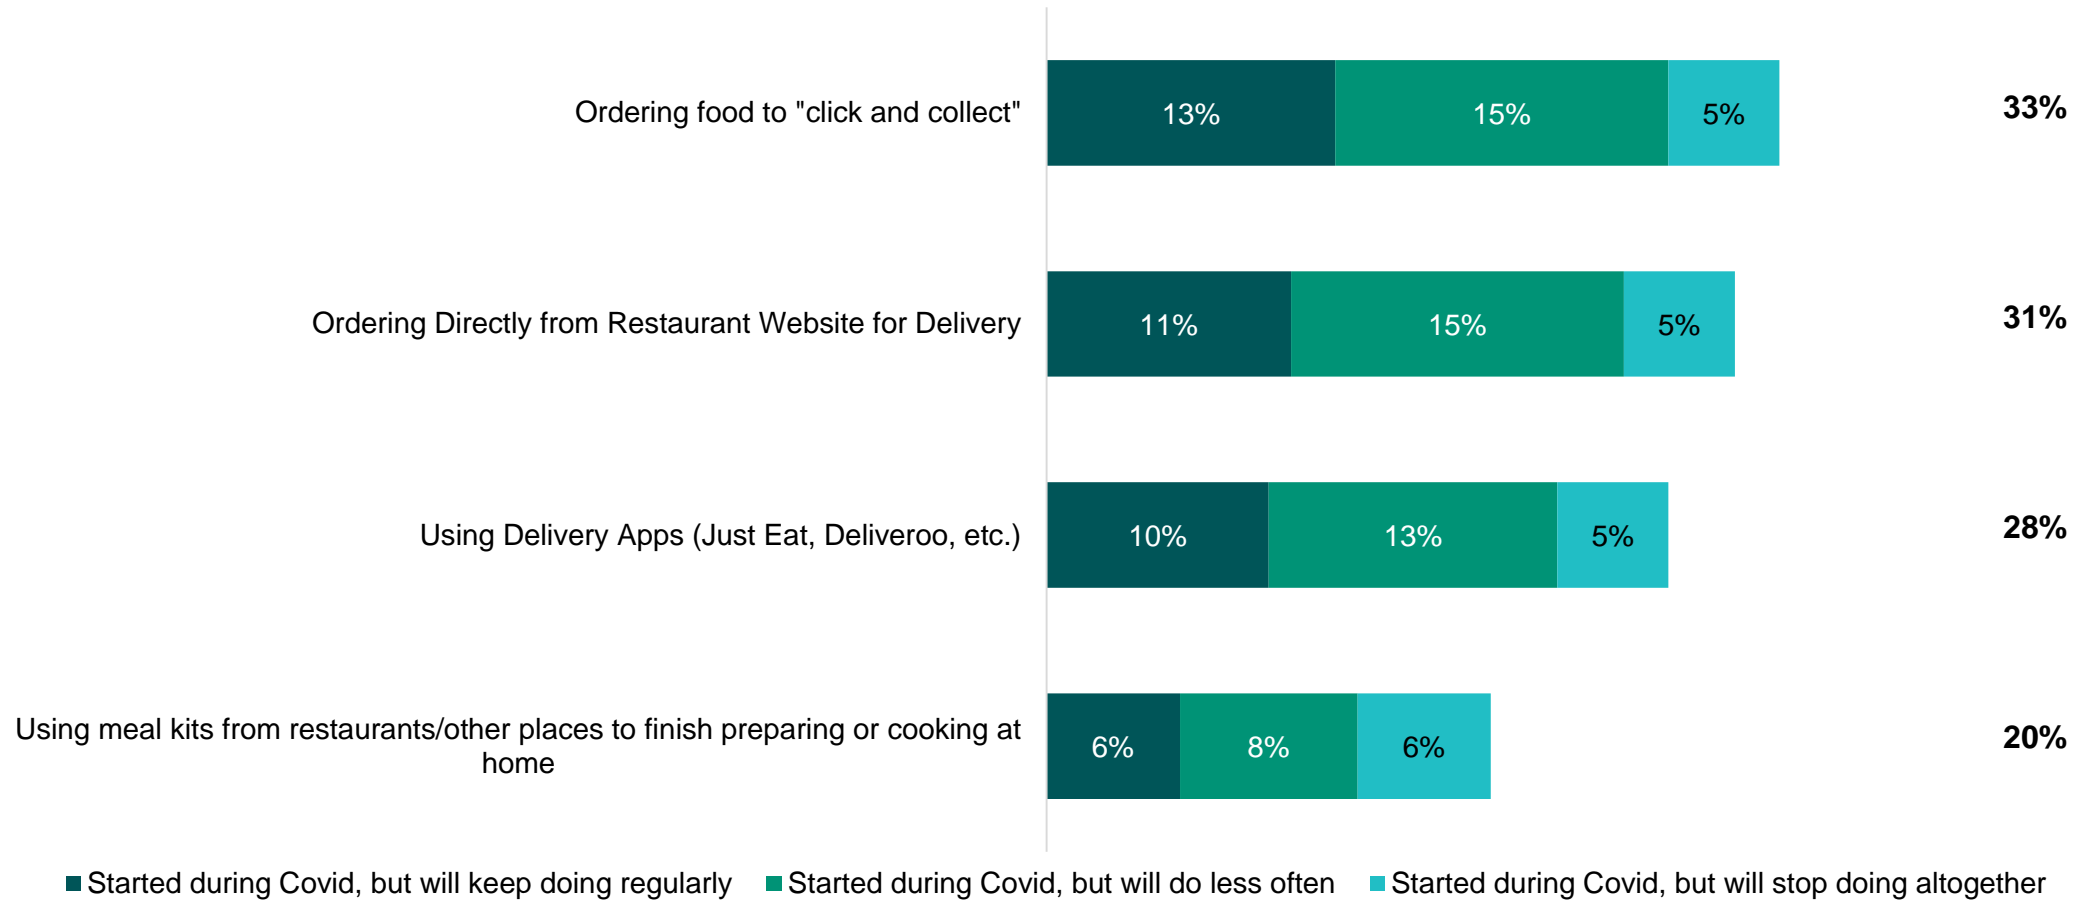 Ordering food to "click and collect"
13%
15%
5%
33%
Ordering Directly from Restaurant Website for Delivery
11%
15%
5%
31%
Using Delivery Apps (Just Eat, Deliveroo, etc.)
10%
13%
5%
28%
Using meal kits from restaurants/other places to finish preparing or cooking at
home
6%
8%
6%
20%
Started during Covid, but will keep doing regularly
Started during Covid, but will do less often
Started during Covid, but will stop doing altogether